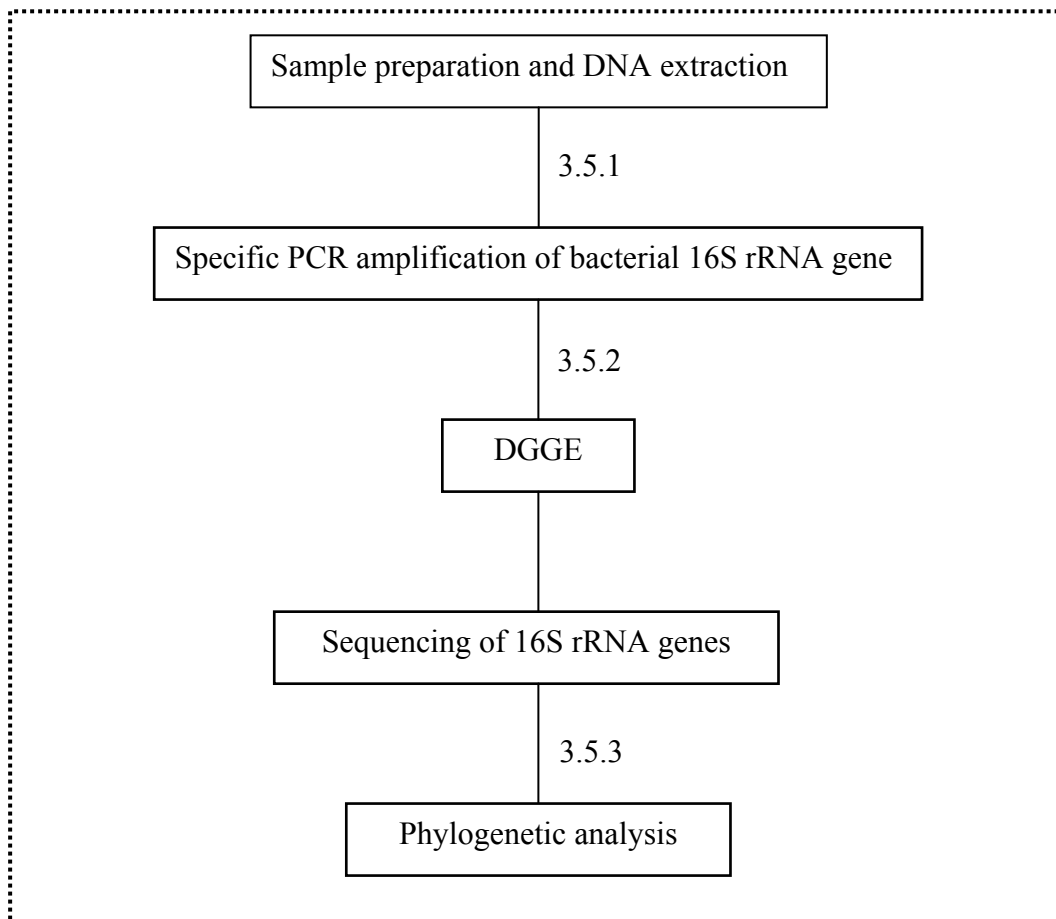 Sample preparation and DNA extraction
3.5.1
Specific PCR amplification of bacterial 16S rRNA gene
3.5.2
DGGE
Sequencing of 16S rRNA genes
3.5.3
Phylogenetic analysis